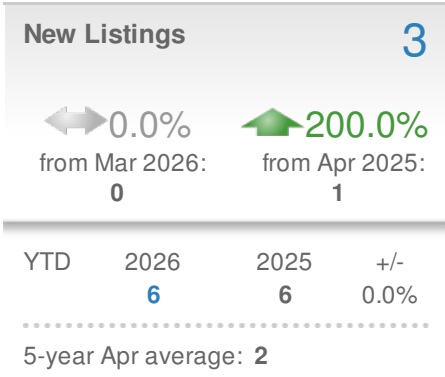 New Listings 3
0.0% 200.0%
from Mar 2026: from Apr 2025:
0 1
YTD 2026 2025 +/-
6 6 0.0%
5-year Apr average: 2